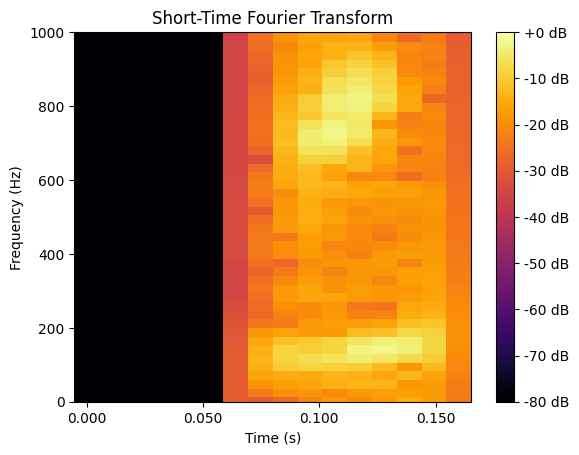 Short-Time Fourier Transform
1000
800
600
400
200
0
Frequency (Hz)
0.000
0.050
0.100
0.150
Time (s)
+0 dB
-10 dB
-20 dB
-30 dB
-40 dB
-50 dB
-60 dB
-70 dB
-80 dB